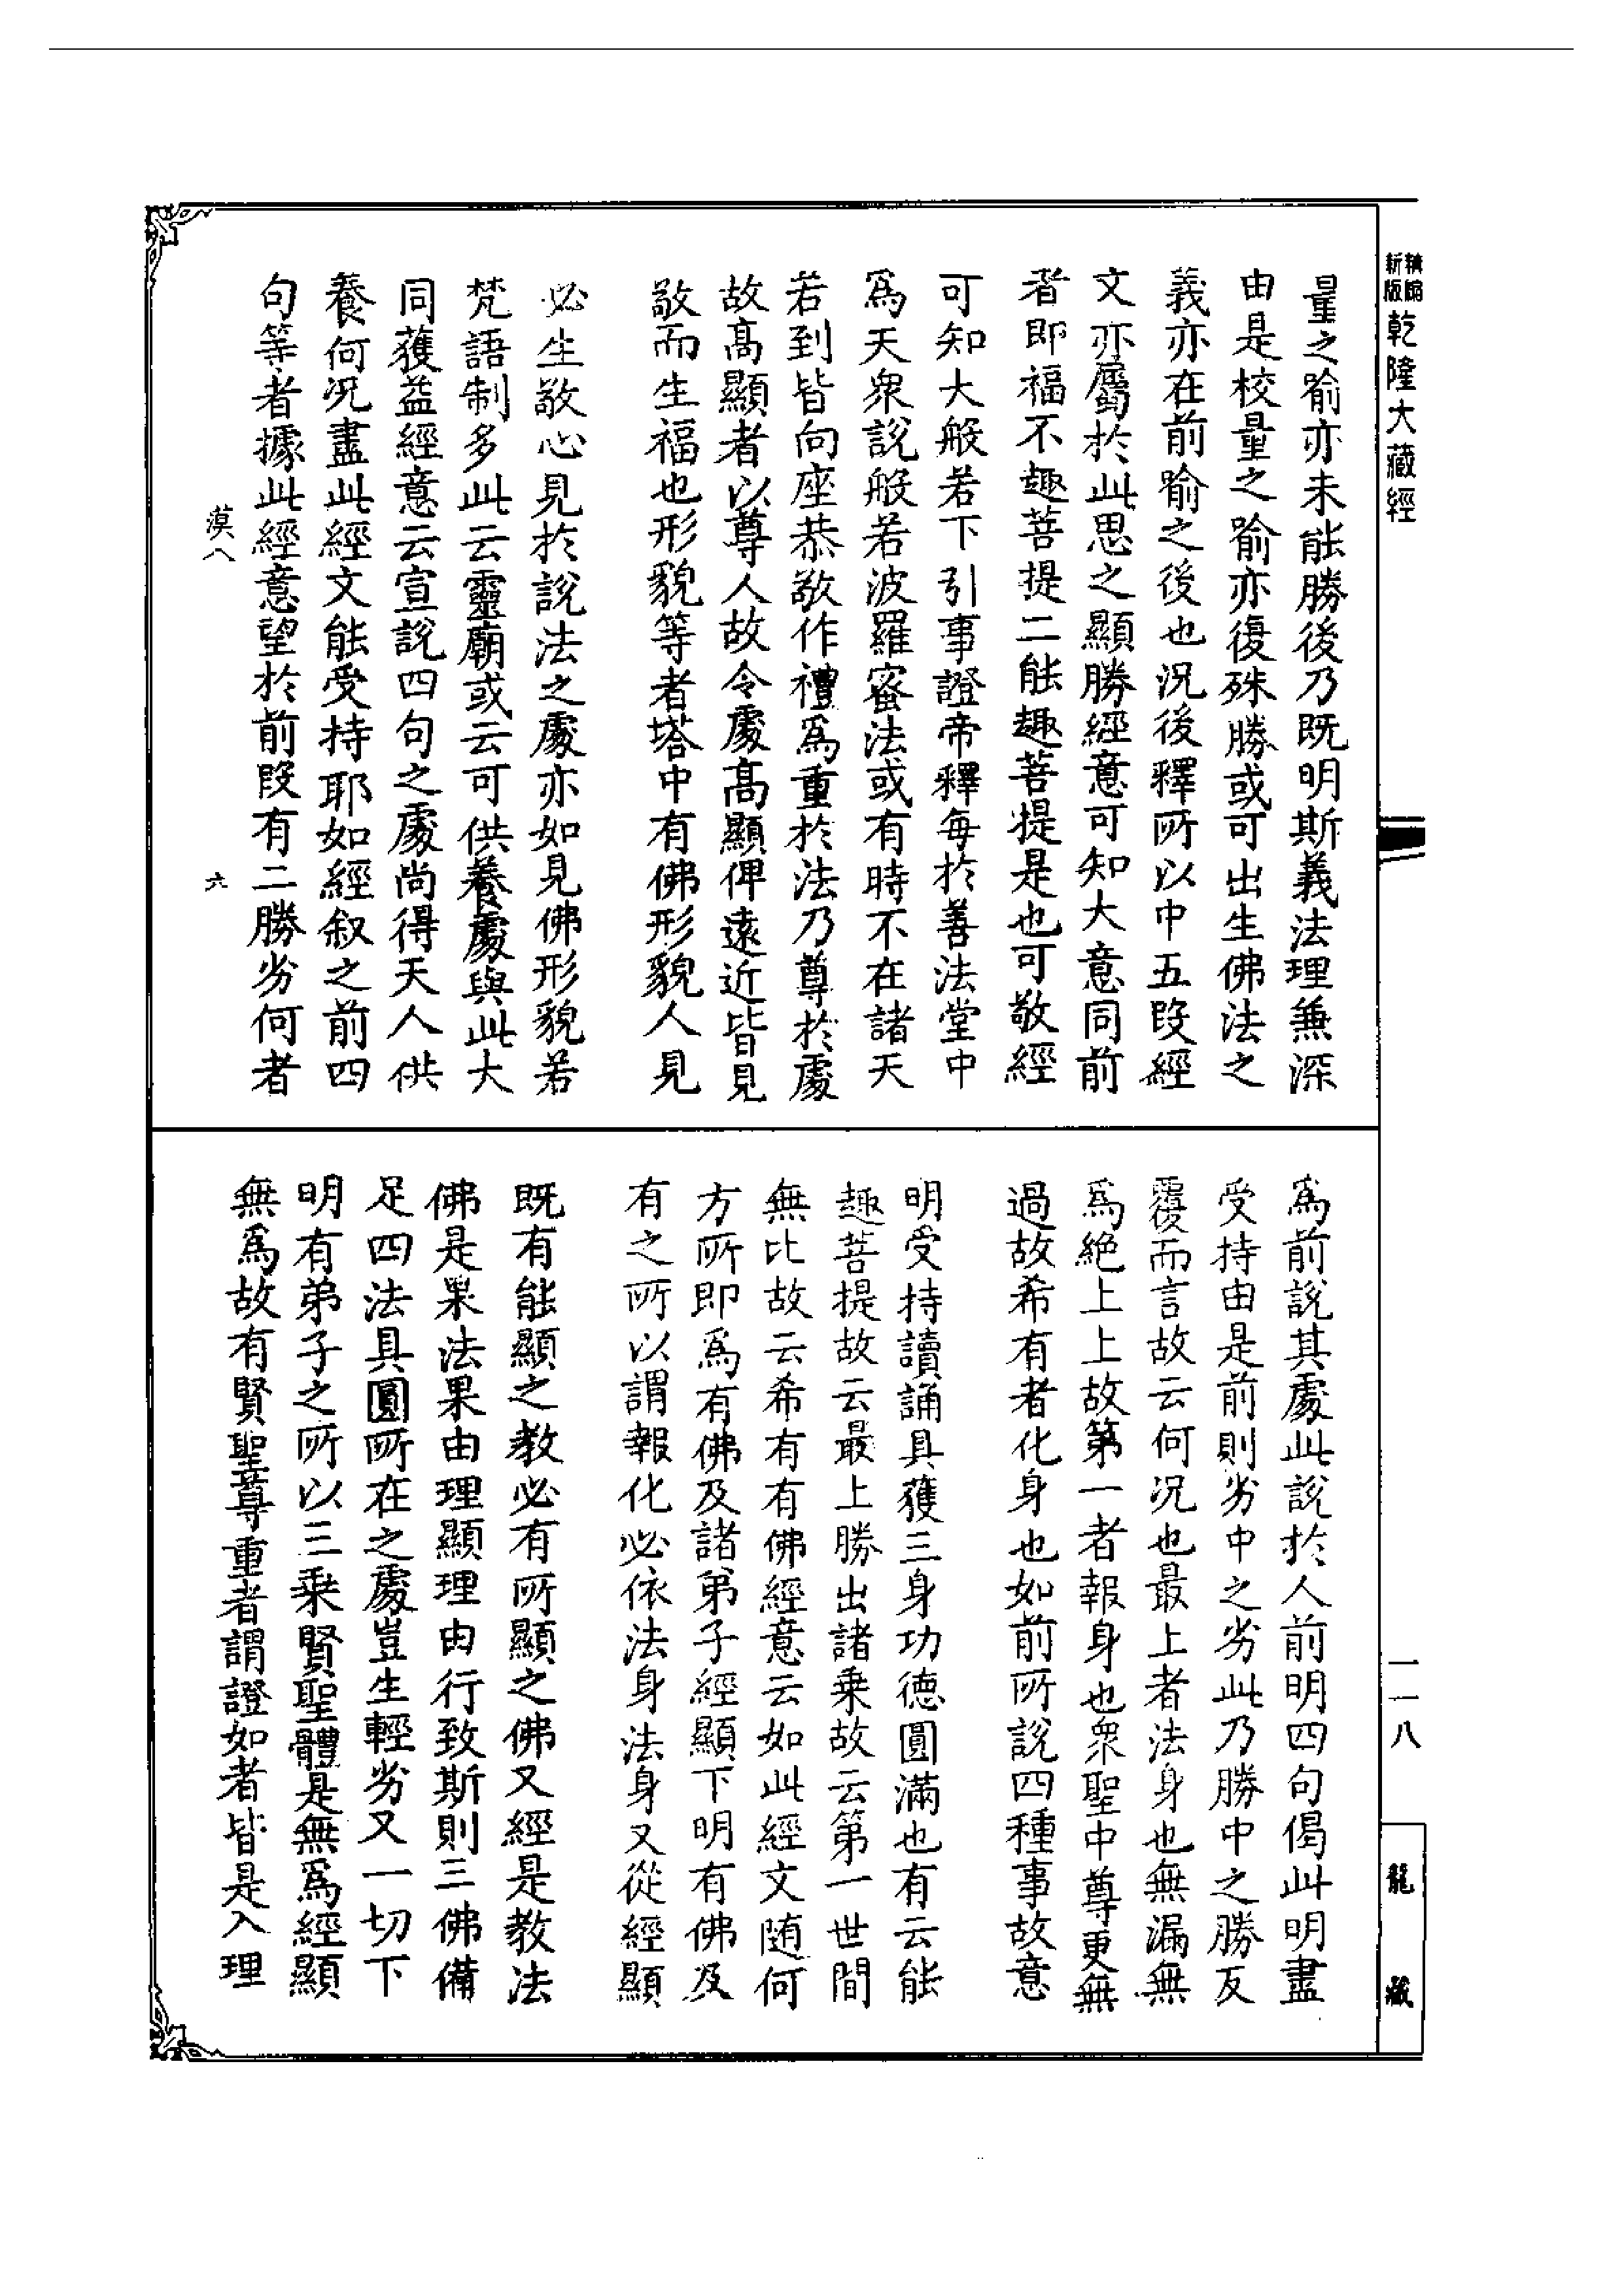 新版
精縮
乾隆大藏經
量之喻亦未能勝後乃既明斯義法理兼深
由是校量之喻亦復殊勝或可出生佛法之
義亦在前喻之後也況後釋所以中五段經
文亦屬於此思之顯勝經意可知大意同前
者即福不趣菩提二能趣菩提是也可敬經
可知大般若下引事證帝釋每於善法堂中
為天衆說般若波羅蜜法或有時不在諸天
若到皆向座恭敬作禮為重於法乃尊於處
故高顯者以尊人故令處高顯俾遠近皆見
敬而生福也形貌等者塔中有佛形貌人見
必生敬心見於說法之處亦如見佛形貌若
梵語制多此云靈廟或云可供養處與此大
同獲益經意云宣說四句之處尚得天人供
養何況盡此經文能受持耶如經叙之前四
句等者據此經意望於前段有二勝劣何者
漠八
六
為前說其處此說於人前明四句偈此明盡
受持由是前則劣中之劣此乃勝中之勝反
覆而言故云何況也最上者法身也無漏無
為絕上上故第一者報身也衆聖中尊更無
過故希有者化身也如前所說四種事故意
明受持讀誦具獲三身功德圓滿也有云能
趣菩提故云最上勝出諸乘故云第一世間
無比故云希有有佛經意云如此經文隨何
方所即為有佛及諸弟子經顯下明有佛及
有之所以謂報化必依法身法身又從經顯
既有能顯之教必有所顯之佛又經是教法
佛是果法果由理顯理由行致斯則三佛備
足四法具圓所在之處豈生輕劣又一切下
明有弟子之所以三乘賢聖體是無為經顯
無為故有賢聖尊重者謂證如者皆是入理
一一八
龍藏